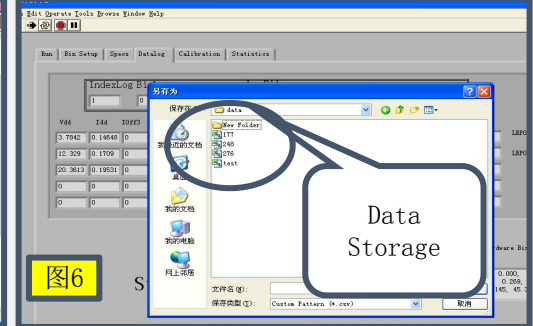 Edit Operate Tools Browse Window Help
Run Bin Setup Specs Datalog Calibration Statistics
IndexLog Bi
1 0
另存为
保存在
data
Vdd Idd IOff3
3.7842 0.14648 0
12.329 0.1709 0
20.3613 0.19531 0
0 0 0
0 0 0
New Folder
177
248
276
test
我最近的文档
桌面
我的文档
我的电脑
网上邻居
LRPO
LRPO
Data
Storage
rdware Bin
0.000,
0.269,
145, 45.3
图6
S
文件名(N):
保存类型(T): Custom Pattern (*.csv)
取消